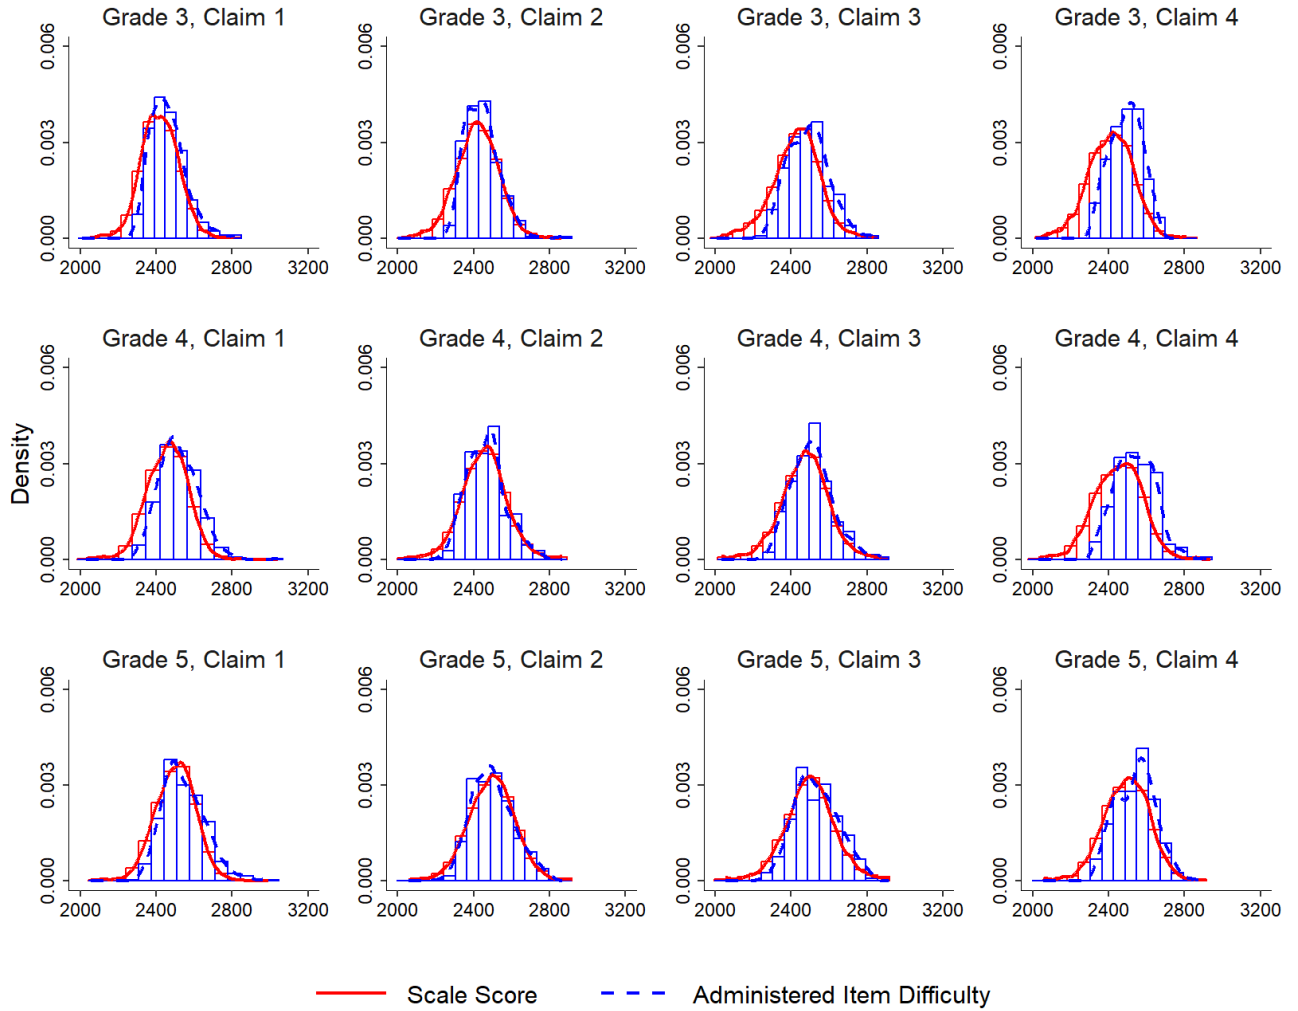 Grade 3, Claim 1
0.000 0.003 0.006
2000 2400 2800 3200
Grade 3, Claim 2
0.000 0.003 0.006
2000 2400 2800 3200
Grade 3, Claim 3
0.000 0.003 0.006
2000 2400 2800 3200
Grade 3, Claim 4
0.000 0.003 0.006
2000 2400 2800 3200
Density
Grade 4, Claim 1
0.000 0.003 0.006
2000 2400 2800 3200
Grade 4, Claim 2
0.000 0.003 0.006
2000 2400 2800 3200
Grade 4, Claim 3
0.000 0.003 0.006
2000 2400 2800 3200
Grade 4, Claim 4
0.000 0.003 0.006
2000 2400 2800 3200
Grade 5, Claim 1
0.000 0.003 0.006
2000 2400 2800 3200
Grade 5, Claim 2
0.000 0.003 0.006
2000 2400 2800 3200
Grade 5, Claim 3
0.000 0.003 0.006
2000 2400 2800 3200
Grade 5, Claim 4
0.000 0.003 0.006
2000 2400 2800 3200
Scale Score
Administered Item Difficulty